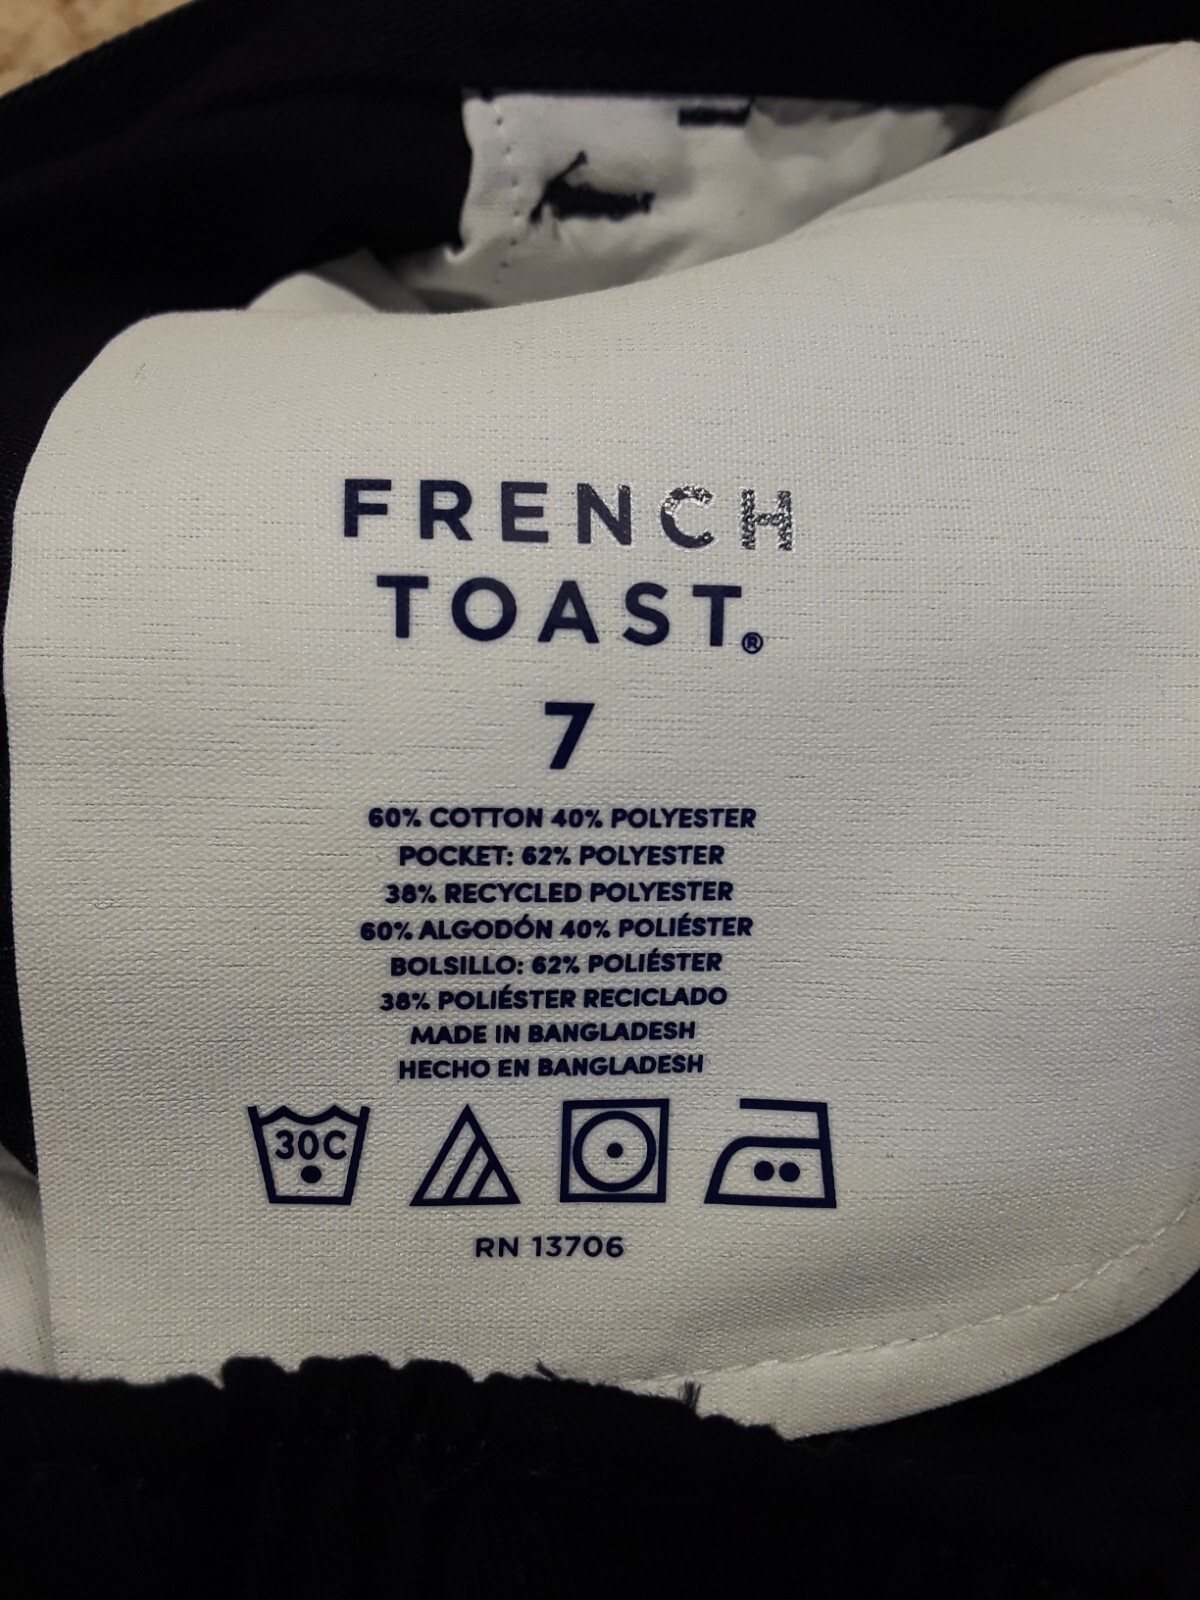 FRENCH
TOAST®
7
60% COTTON 40% POLYESTER
POCKET: 62% POLYESTER
38% RECYCLED POLYESTER
60% ALGODÓN 40% POLIÉSTER
BOLSILLO: 62% POLIÉSTER
38% POLIÉSTER RECICLADO
MADE IN BANGLADESH
HECHO EN BANGLADESH
30C
RN 13706